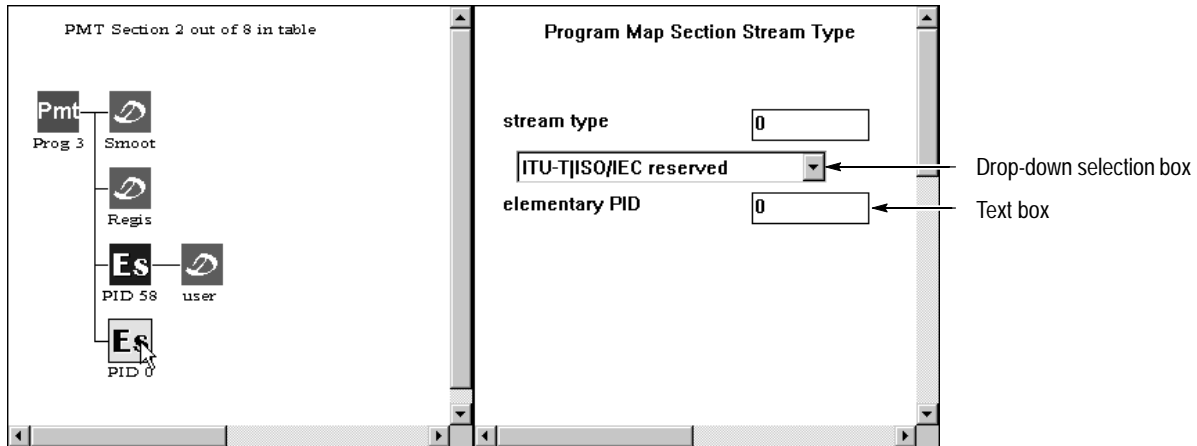 PMT Section 2 out of 8 in table
Pmt
Prog 3
D
Smoot
D
Regis
Es
PID 58
D
user
Es
PID 0
Program Map Section Stream Type
stream type
0
ITU-T|ISO/IEC reserved
elementary PID
0
Drop-down selection box
Text box